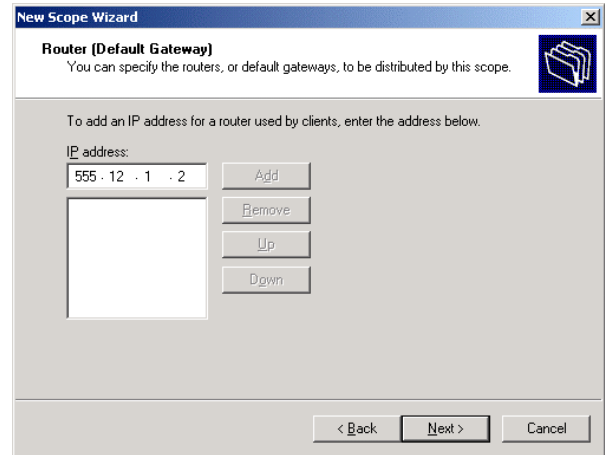 New Scope Wizard
Router (Default Gateway)
You can specify the routers, or default gateways, to be distributed by this scope.
To add an IP address for a router used by clients, enter the address below.
IP address:
555 . 12 . 1 . 2
Add
Remove
Up
Down
< Back
Next >
Cancel